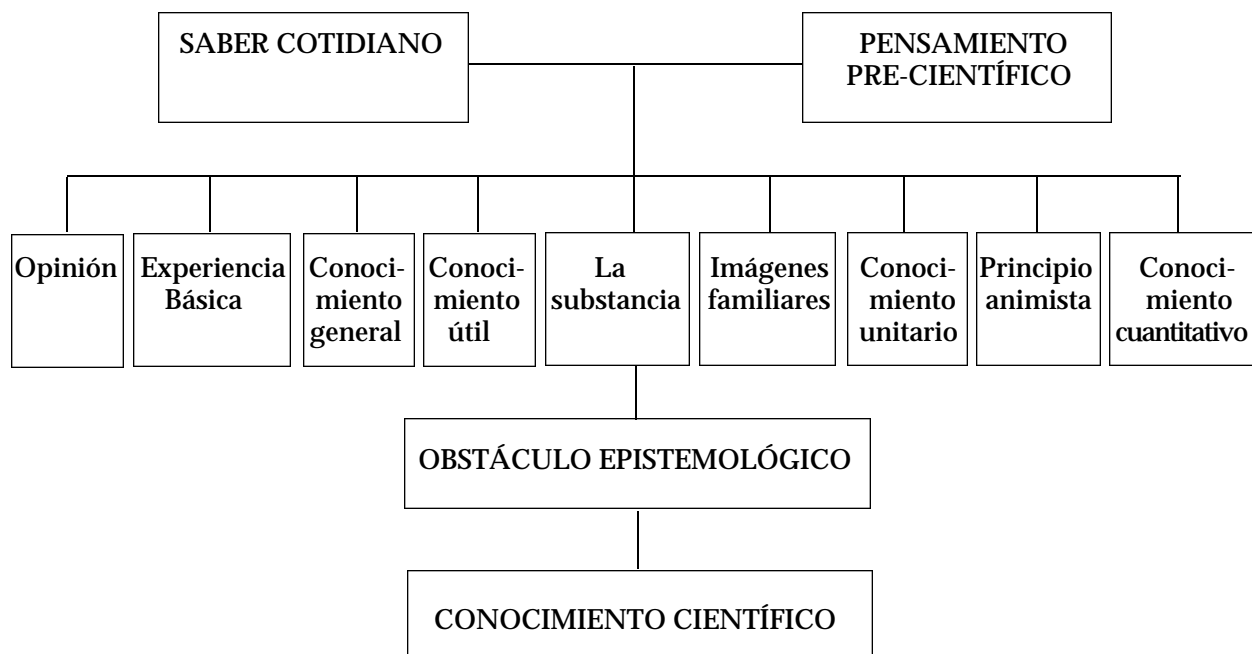 SABER COTIDIANO
PENSAMIENTO
PRE-CIENTÍFICO
Opinión
Experiencia
Básica
Conoci-
miento
general
Conoci-
miento
útil
La
substancia
Imágenes
familiares
Conoci-
miento
unitario
Principio
animista
Conoci-
miento
cuantitativo
OBSTÁCULO EPISTEMOLÓGICO
CONOCIMIENTO CIENTÍFICO